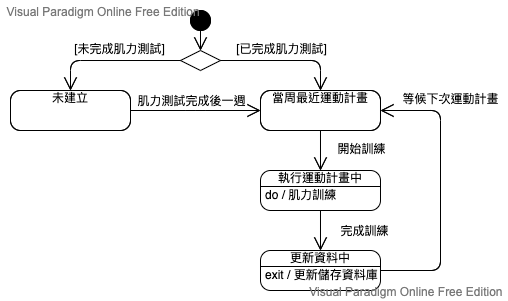 Visual Paradigm Online Free Edition
[未完成肌力測試]
[已完成肌力測試]
未建立
肌力測試完成後一週
當周最近運動計畫
等候下次運動計畫
開始訓練
執行運動計畫中
do / 肌力訓練
完成訓練
更新資料中
exit / 更新儲存資料庫
Visual Paradigm Online Free Edition